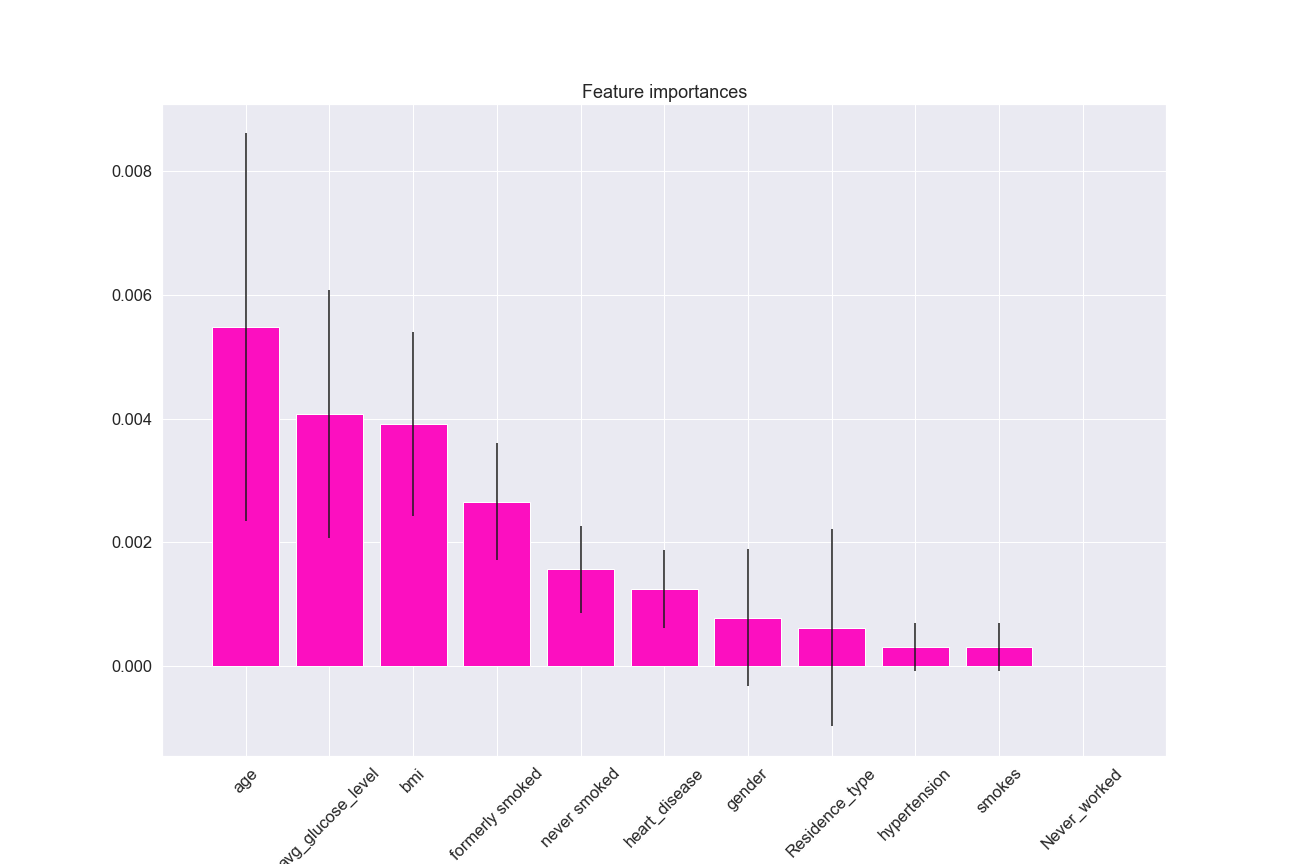 Feature importances
0.008
0.006
0.004
0.002
0.000
age
avg_glucose_level
bmi
formerly smoked
never smoked
heart_disease
gender
Residence_type
hypertension
smokes
Never_worked